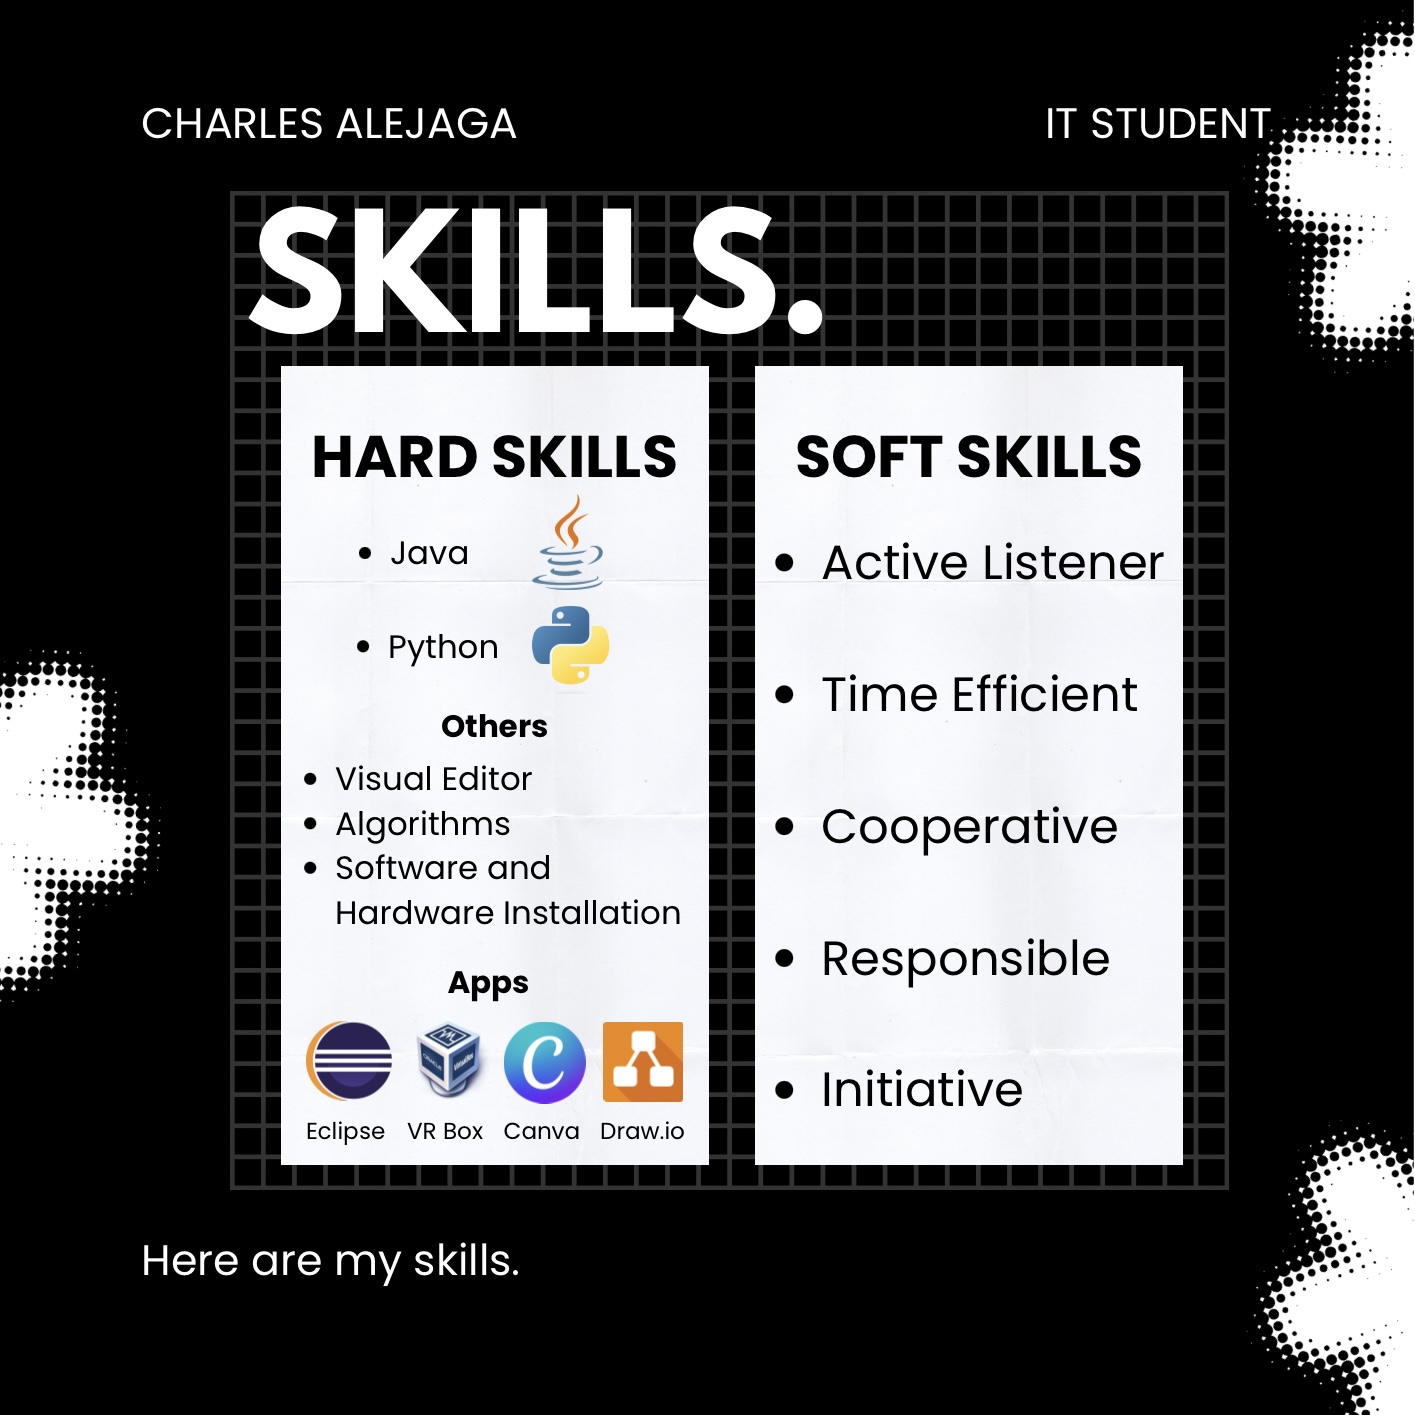 CHARLES ALEJAGA
IT STUDENT
SKILLS.
HARD SKILLS
• Java
• Python
Others
• Visual Editor
• Algorithms
• Software and
Hardware Installation
Apps
Eclipse VR Box Canva Draw.io
SOFT SKILLS
• Active Listener
• Time Efficient
• Cooperative
• Responsible
• Initiative
Here are my skills.